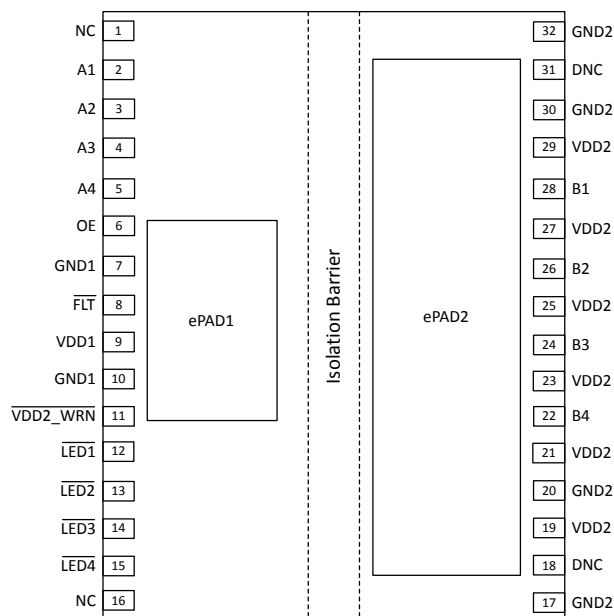 NC 1 32 GND2
A1 2 31 DNC
A2 3 30 GND2
A3 4 29 VDD2
A4 5 28 B1
OE 6 27 VDD2
GND1 7 26 B2
FLT 8 25 VDD2
ePAD1 Isolation Barrier ePAD2
VDD1 9 24 B3
GND1 10 23 VDD2
VDD2_WRN 11 22 B4
LED1 12 21 VDD2
LED2 13 20 GND2
LED3 14 19 VDD2
LED4 15 18 DNC
NC 16 17 GND2